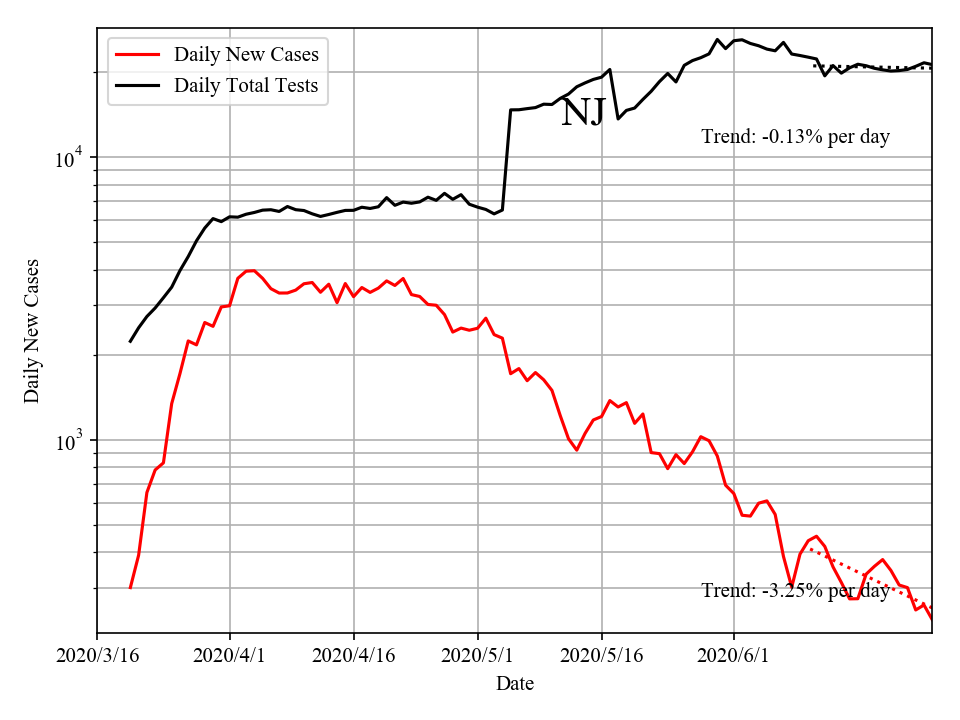 Daily New Cases
Daily Total Tests
NJ
Trend: -0.13% per day
10^4
Daily New Cases
10^3
Trend: -3.25% per day
2020/3/16
2020/4/1
2020/4/16
2020/5/1
2020/5/16
2020/6/1
Date